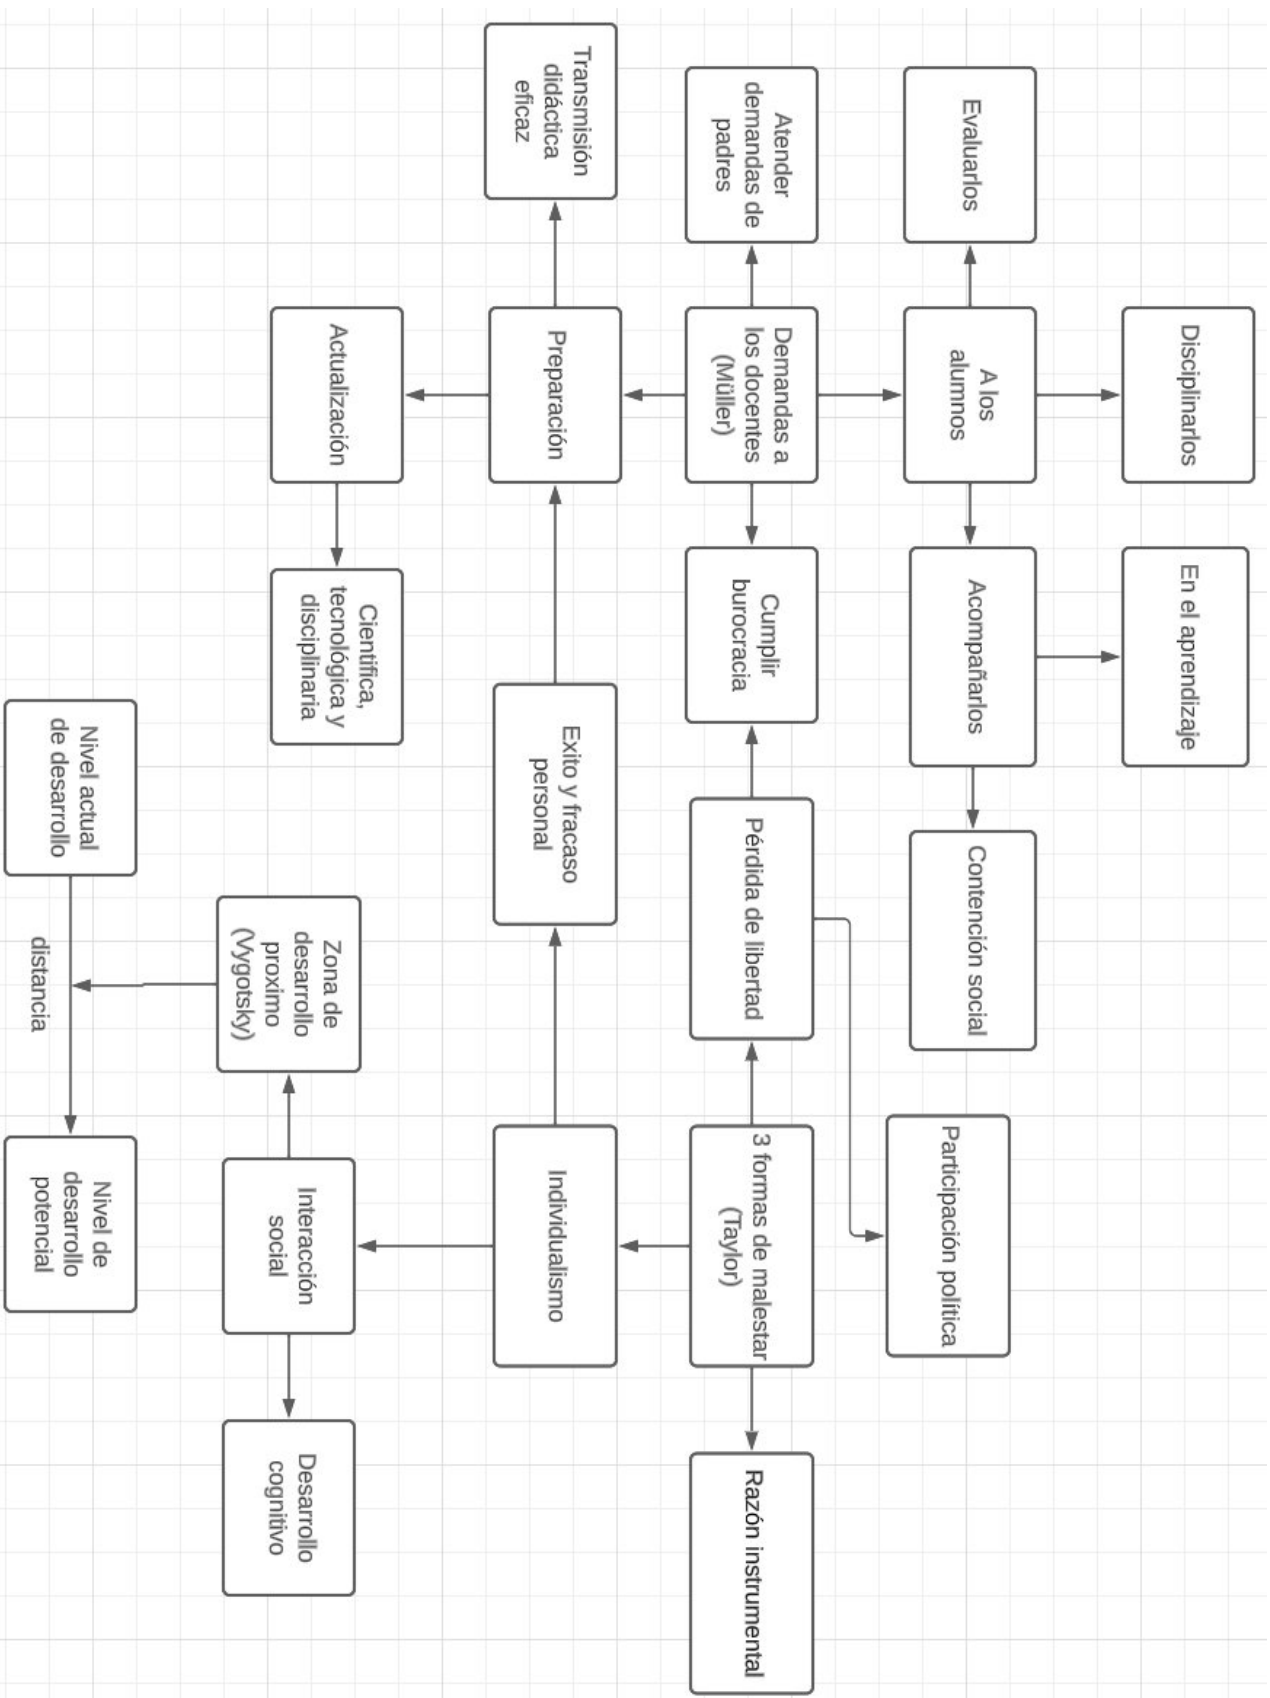 Disciplinarlos
En el aprendizaje
Evaluarlos
A los
alumnos
Acompañarlos
Contención social
Participación política
Atender
demandas de
padres
Demandas a
los docentes
(Müller)
Cumplir
burocracia
Pérdida de libertad
3 formas de malestar
(Taylor)
Razón instrumental
Transmisión
didáctica
eficaz
Preparación
Exito y fracaso
personal
Individualismo
Actualización
Cientifica,
tecnológica y
disciplinaria
Zona de
desarrollo
proximo
(Vygotsky)
Interacción
social
Desarrollo
cognitivo
Nivel actual
de desarrollo
distancia
Nivel de
desarrollo
potencial